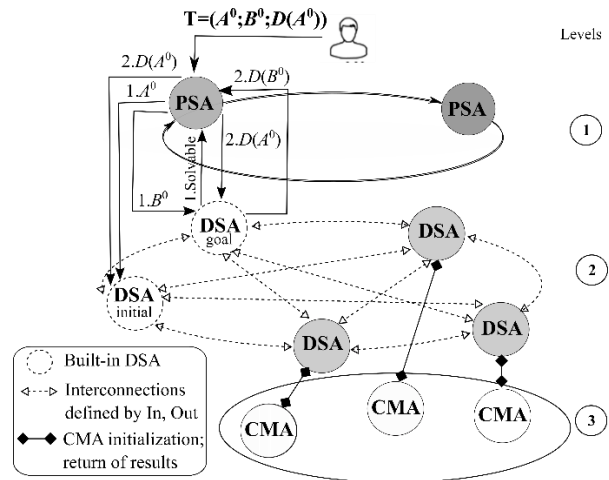 T=(A⁰;B⁰;D(A⁰))
Levels
2.D(A⁰)
2.D(B⁰)
1.A⁰
PSA
PSA
1
1.Solvable
2.D(A⁰)
1.B⁰
DSA
goal
DSA
2
DSA
initial
DSA
DSA
Built-in DSA
Interconnections
defined by In, Out
CMA initialization;
return of results
CMA
CMA
CMA
3